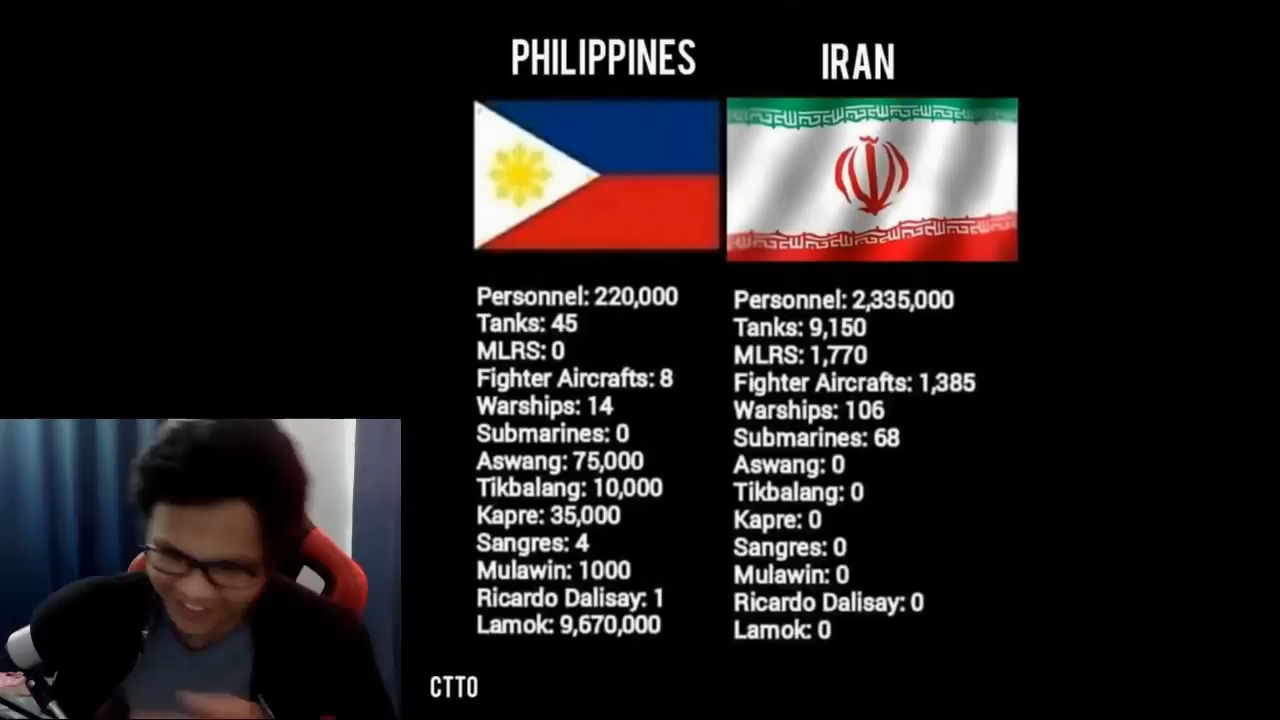 PHILIPPINES
Personnel: 220,000
Tanks: 45
MLRS: 0
Fighter Aircrafts: 8
Warships: 14
Submarines: 0
Aswang: 75,000
Tikbalang: 10,000
Kapre: 35,000
Sangres: 4
Mulawin: 1000
Ricardo Dalisay: 1
Lamok: 9,670,000
IRAN
Personnel: 2,335,000
Tanks: 9,150
MLRS: 1,770
Fighter Aircrafts: 1,385
Warships: 106
Submarines: 68
Aswang: 0
Tikbalang: 0
Kapre: 0
Sangres: 0
Mulawin: 0
Ricardo Dalisay: 0
Lamok: 0
CTTO